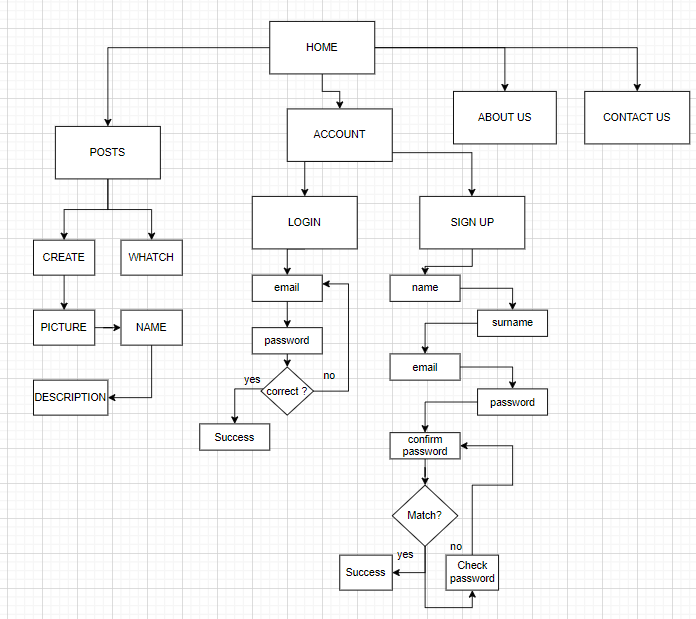 HOME
ABOUT US
CONTACT US
ACCOUNT
POSTS
LOGIN
SIGN UP
CREATE
WHATCH
email
name
PICTURE
NAME
surname
password
email
yes
no
correct ?
DESCRIPTION
password
Success
confirm
password
Match?
yes
no
Success
Check
password